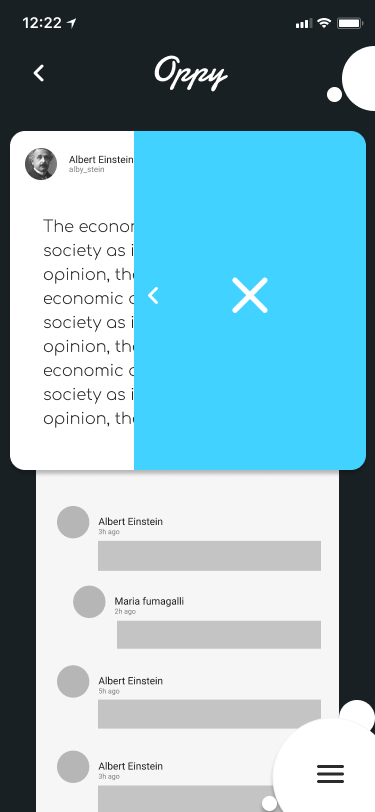 12:22
Oppy
Albert Einstein
alby_stein
The econor
society as i
opinion, the
economic c
society as i
opinion, the
economic c
society as i
opinion, the
Albert Einstein
3h ago
Maria fumagalli
2h ago
Albert Einstein
5h ago
Albert Einstein
3h ago